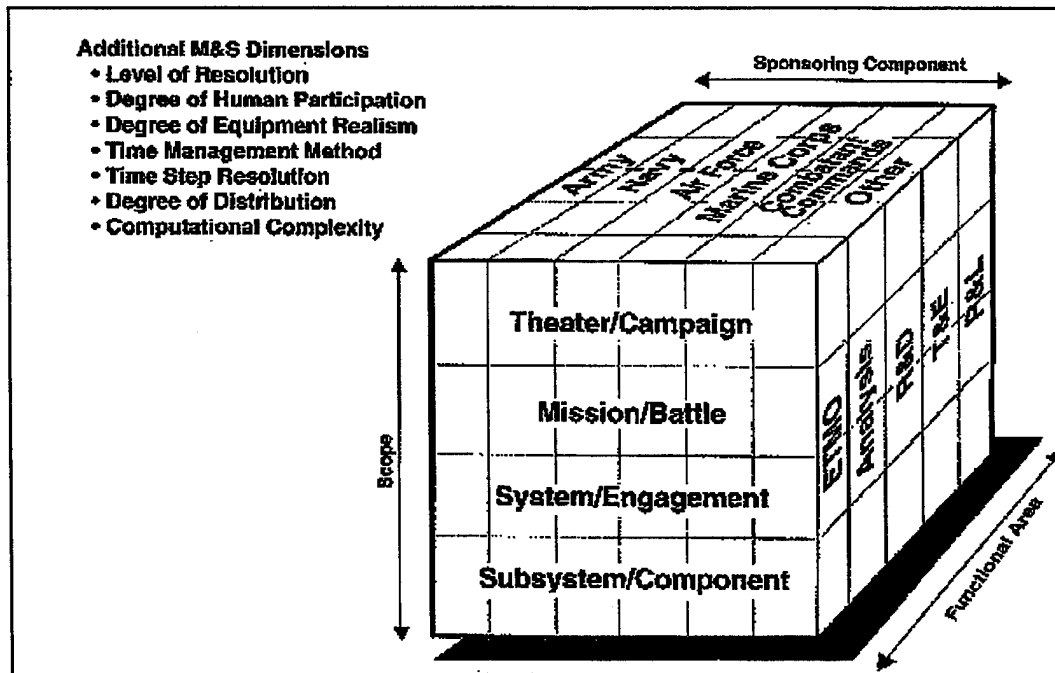 Additional M&S Dimensions
• Level of Resolution
• Degree of Human Participation
• Degree of Equipment Realism
• Time Management Method
• Time Step Resolution
• Degree of Distribution
• Computational Complexity
Sponsoring Component
Army
Navy
Air Force
Marine Corps
Combatant
Commands
Other
Scope
Theater/Campaign
Mission/Battle
System/Engagement
Subsystem/Component
ETMO
Analysis
R&D
T&E
P&L
Functional Area